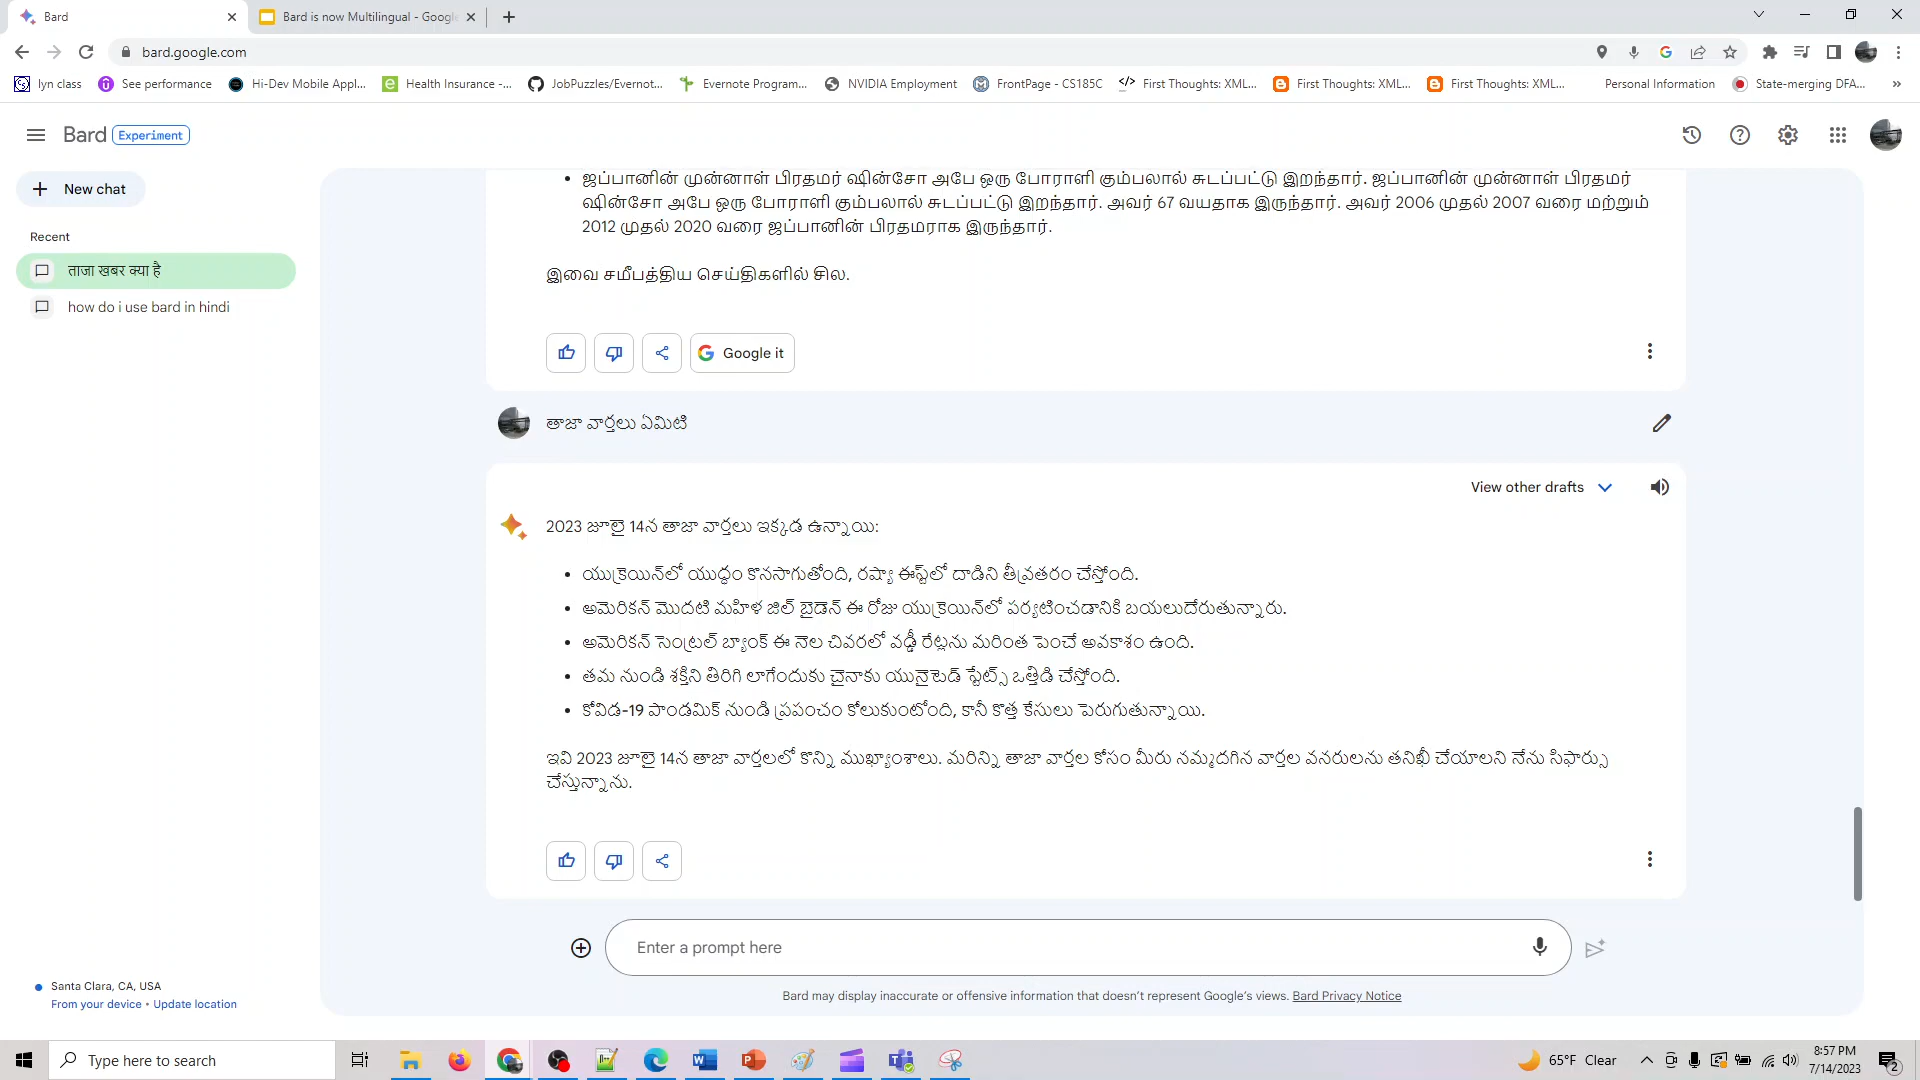 Bard
Bard is now Multilingual - Google
bard.google.com
lyn class
See performance
Hi-Dev Mobile Appl...
Health Insurance -...
JobPuzzles/Evernot...
Evernote Program...
NVIDIA Employment
FrontPage - CS185C
First Thoughts: XML...
First Thoughts: XML...
First Thoughts: XML...
Personal Information
State-merging DFA...
Bard Experiment
New chat
Recent
ताजा खबर क्या है
how do i use bard in hindi
ஜப்பானின் முன்னாள் பிரதமர் ஷின்சோ அபே ஒரு போராளி கும்பலால் சுடப்பட்டு இறந்தார். ஜப்பானின் முன்னாள் பிரதமர்
ஷின்சோ அபே ஒரு போராளி கும்பலால் சுடப்பட்டு இறந்தார். அவர் 67 வயதாக இருந்தார். அவர் 2006 முதல் 2007 வரை மற்றும்
2012 முதல் 2020 வரை ஜப்பானின் பிரதமராக இருந்தார்.
இவை சமீபத்திய செய்திகளில் சில.
Google it
తాజా వార్తలు ఏమిటి
View other drafts
2023 జూలై 14న తాజా వార్తలు ఇక్కడ ఉన్నాయి:
యుక్రెయిన్‌లో యుద్ధం కొనసాగుతోంది, రష్యా ఈస్ట్‌లో దాడిని తీవ్రతరం చేస్తోంది.
అమెరికన్ మొదటి మహిళ జిల్ బైడెన్ ఈ రోజు యుక్రెయిన్‌లో పర్యటించడానికి బయలుదేరుతున్నారు.
అమెరికన్ సెంట్రల్ బ్యాంక్ ఈ నెల చివరలో వడ్డీ రేట్లను మరింత పెంచే అవకాశం ఉంది.
తమ నుండి శక్తిని తిరిగి లాగేందుకు చైనాకు యునైటెడ్ స్టేట్స్ ఒత్తిడి చేస్తోంది.
కోవిడ-19 పాండమిక్ నుండి ప్రపంచం కోలుకుంటోంది, కానీ కొత్త కేసులు పెరుగుతున్నాయి.
ఇవి 2023 జూలై 14న తాజా వార్తలలో కొన్ని ముఖ్యాంశాలు. మరిన్ని తాజా వార్తల కోసం మీరు నమ్మదగిన వార్తల వనరులను తనిఖీ చేయాలని నేను సిఫార్సు
చేస్తున్నాను.
Enter a prompt here
Bard may display inaccurate or offensive information that doesn't represent Google's views. Bard Privacy Notice
Santa Clara, CA, USA
From your device • Update location
Type here to search
65°F Clear
8:57 PM
7/14/2023
2